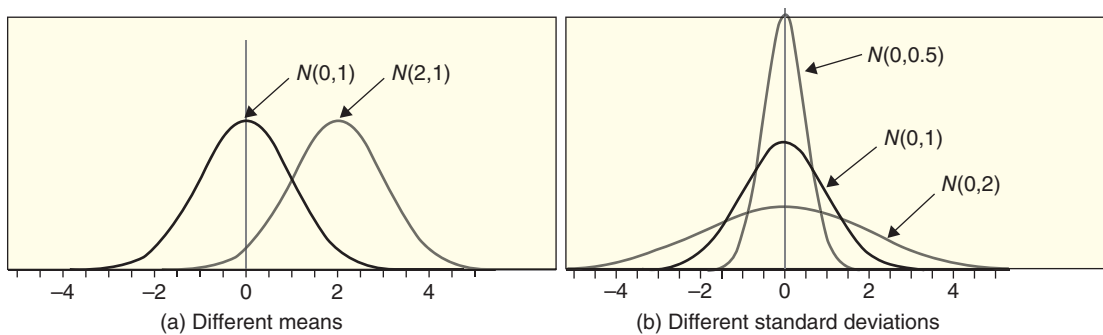 N(0,1) N(2,1)
–4 –2 0 2 4
(a) Different means
N(0,0.5)
N(0,1)
N(0,2)
–4 –2 0 2 4
(b) Different standard deviations